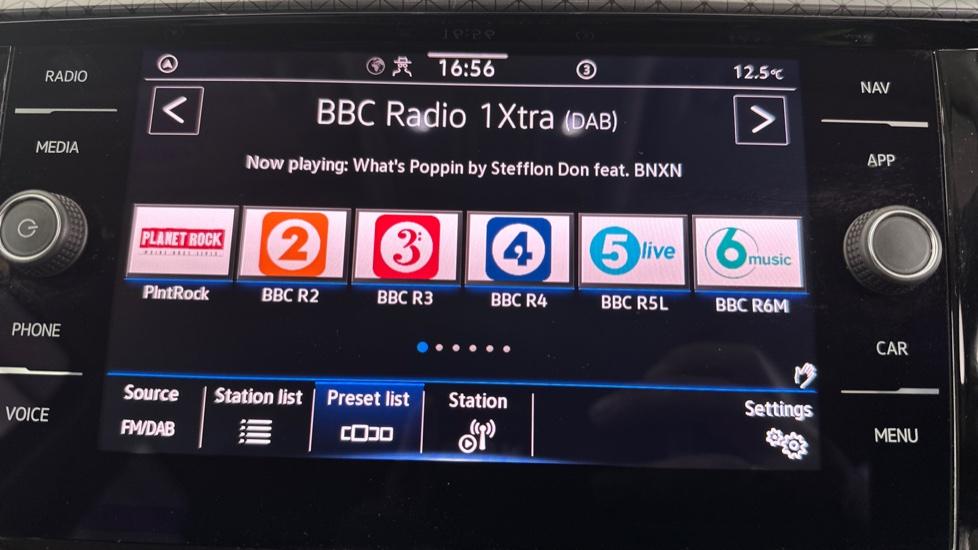 RADIO
MEDIA
PHONE
VOICE
16:56
3
12.5°C
BBC Radio 1Xtra (DAB)
Now playing: What's Poppin by Stefflon Don feat. BNXN
PLANET ROCK
2
3
4
5 live
6 music
PlntRock
BBC R2
BBC R3
BBC R4
BBC R5L
BBC R6M
Source
FM/DAB
Station list
Preset list
Station
Settings
NAV
APP
CAR
MENU